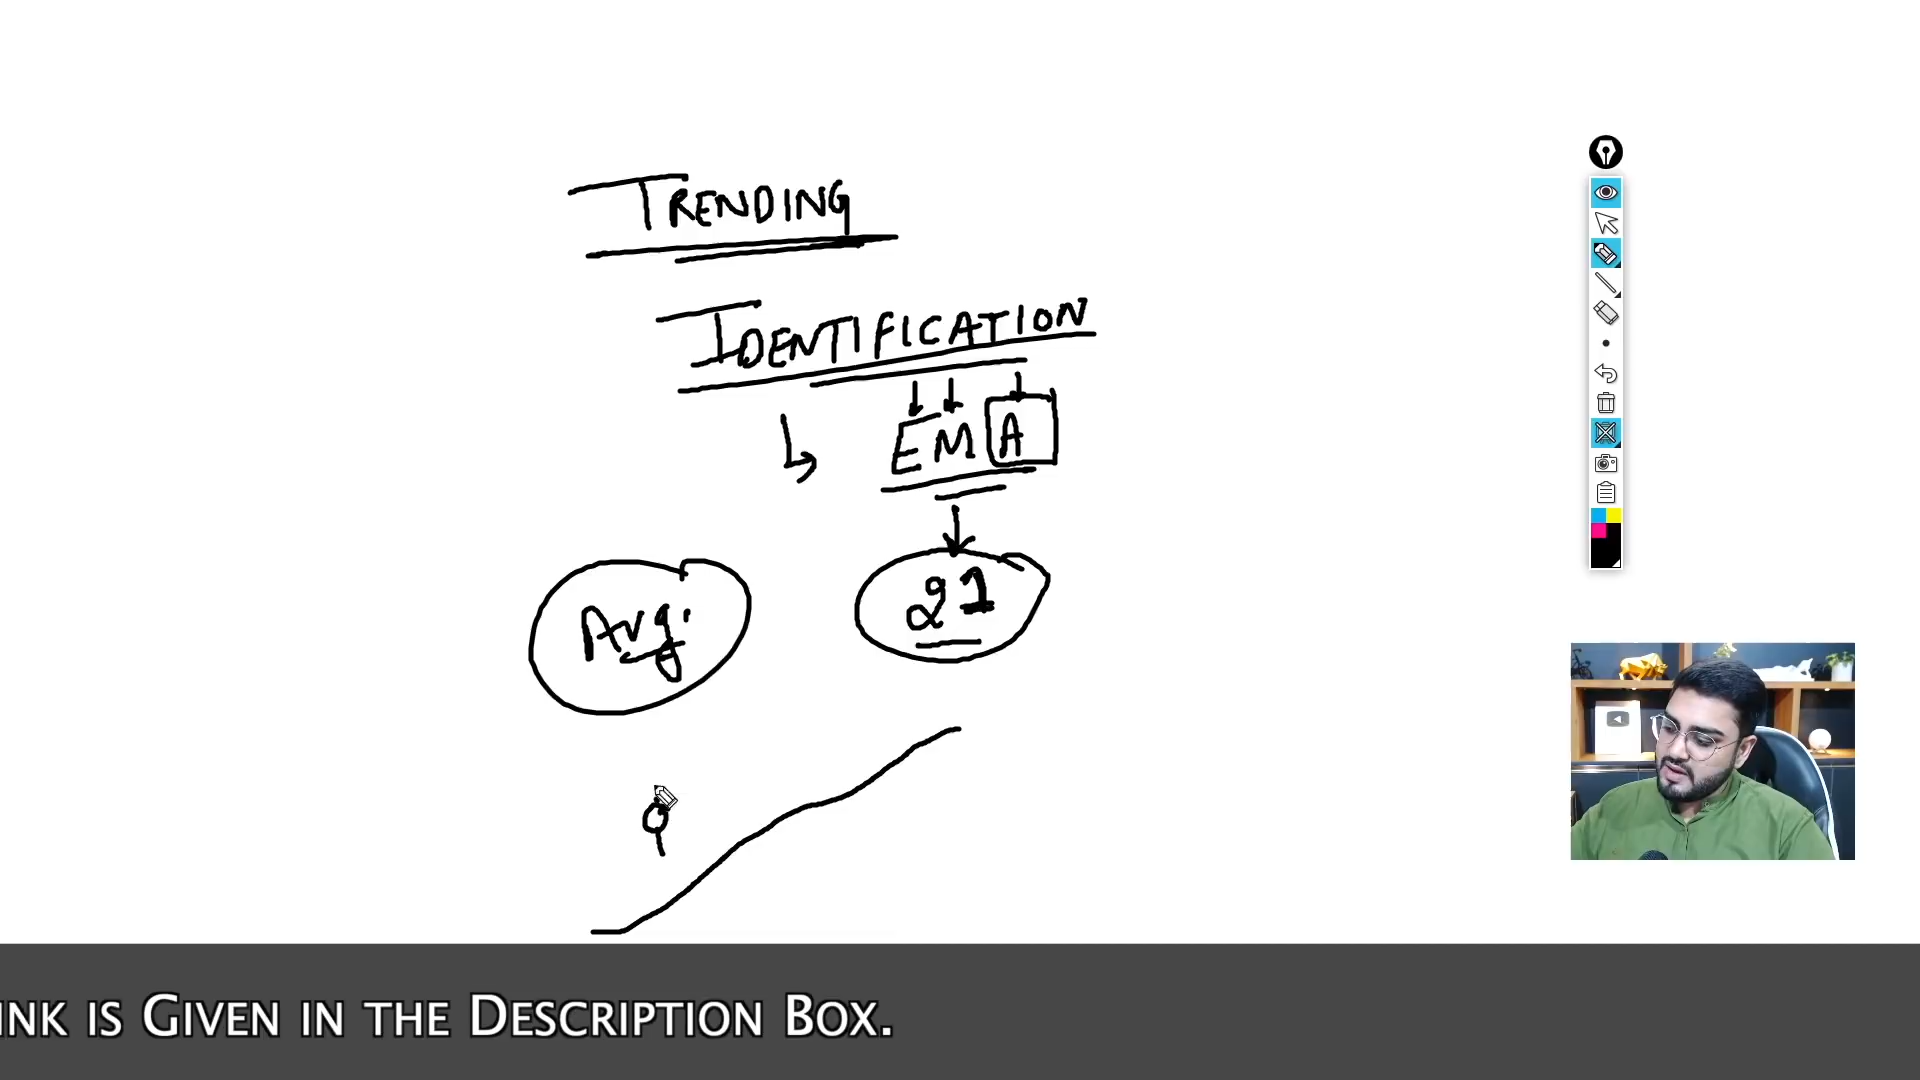 TRENDING
IDENTIFICATION
EMA
Avg.
21
INK IS GIVEN IN THE DESCRIPTION BOX.